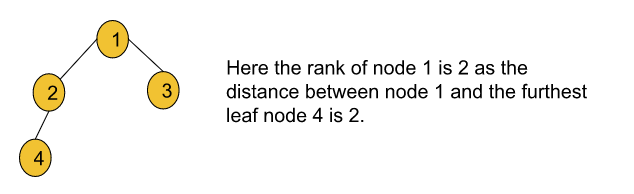 1
2
3
4
Here the rank of node 1 is 2 as the
distance between node 1 and the furthest
leaf node 4 is 2.